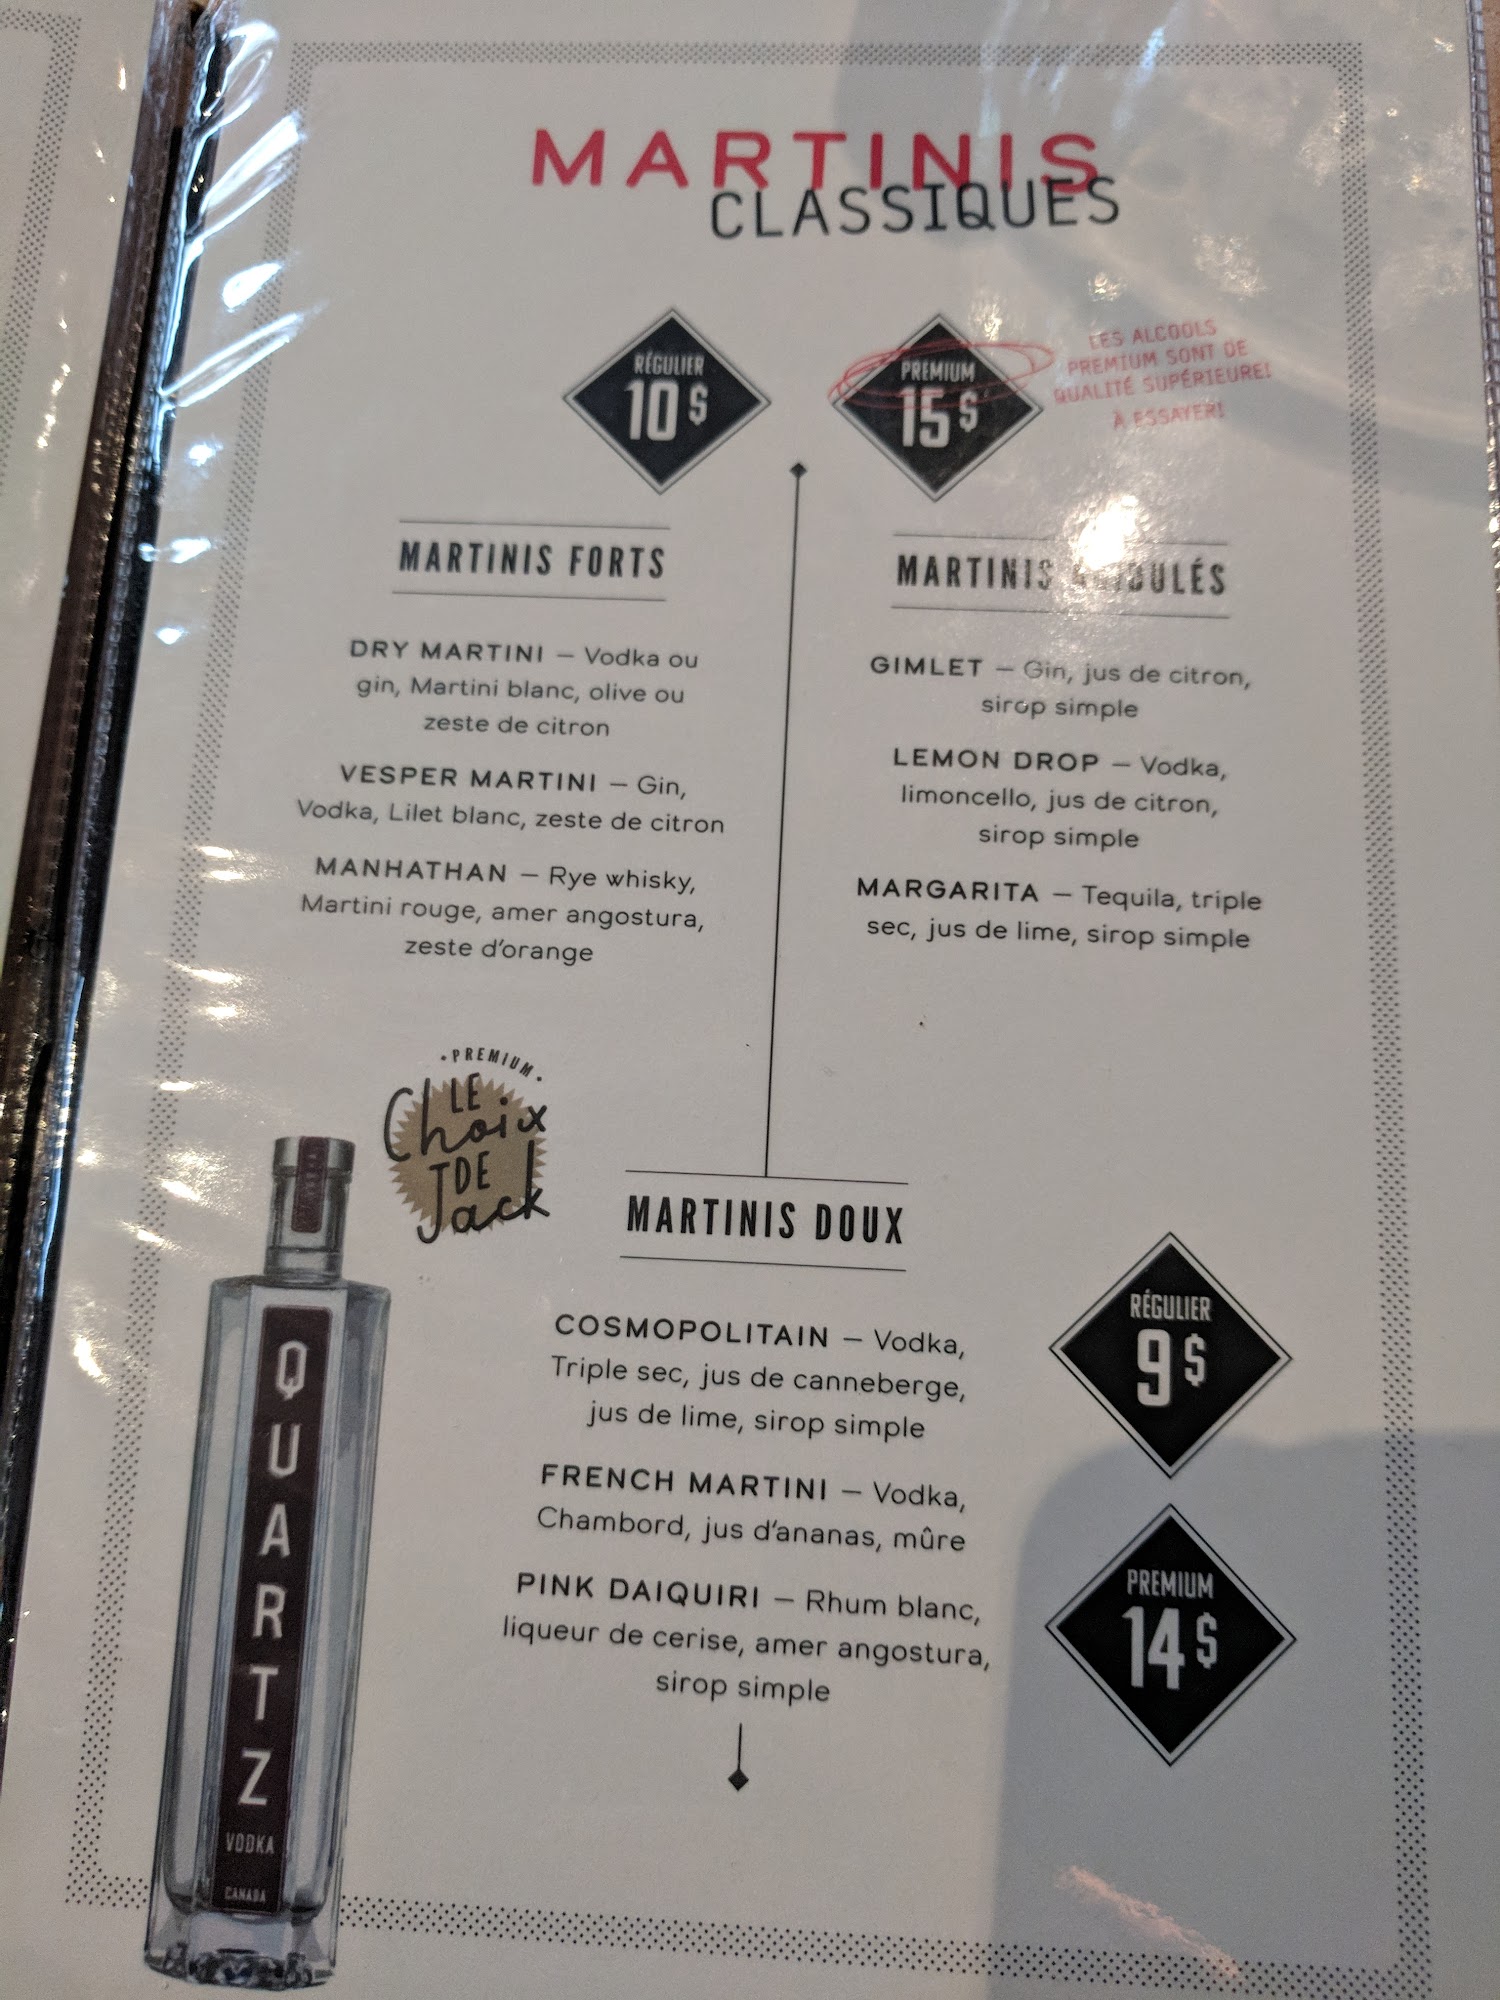 MARTINIS
CLASSIQUES
RÉGULIER
10 $
PREMIUM
15 $
LES ALCOOLS
PREMIUM SONT DE
QUALITÉ SUPÉRIEURE!
À ESSAYER!
MARTINIS FORTS
DRY MARTINI — Vodka ou
gin, Martini blanc, olive ou
zeste de citron
VESPER MARTINI — Gin,
Vodka, Lilet blanc, zeste de citron
MANHATHAN — Rye whisky,
Martini rouge, amer angostura,
zeste d'orange
MARTINIS
GIMLET — Gin, jus de citron,
sirop simple
LEMON DROP — Vodka,
limoncello, jus de citron,
sirop simple
MARGARITA — Tequila, triple
sec, jus de lime, sirop simple
• PREMIUM •
LE
Choix
DE
Jack
MARTINIS DOUX
COSMOPOLITAIN — Vodka,
Triple sec, jus de canneberge,
jus de lime, sirop simple
FRENCH MARTINI — Vodka,
Chambord, jus d'ananas, mûre
PINK DAIQUIRI — Rhum blanc,
liqueur de cerise, amer angostura,
sirop simple
RÉGULIER
9 $
PREMIUM
14 $
QUARTZ
VODKA
CANADA